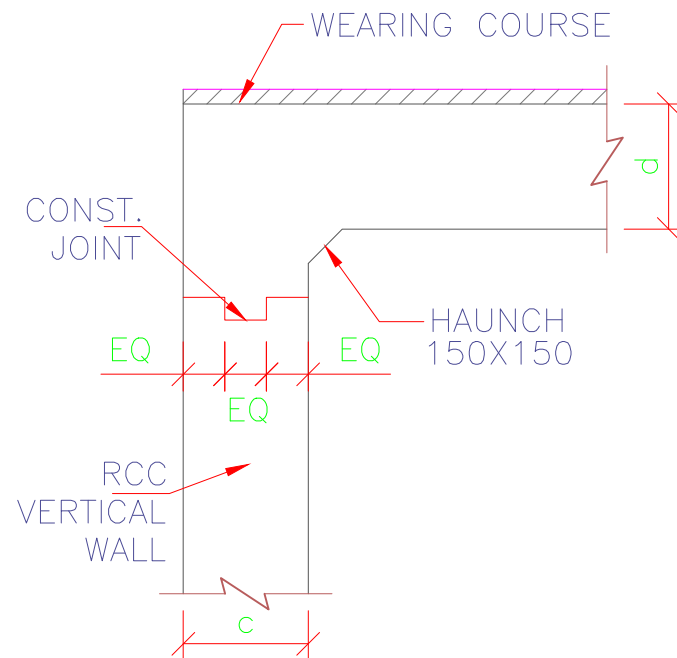 WEARING COURSE
d
CONST.
JOINT
HAUNCH
150X150
EQ
EQ
EQ
RCC
VERTICAL
WALL
c